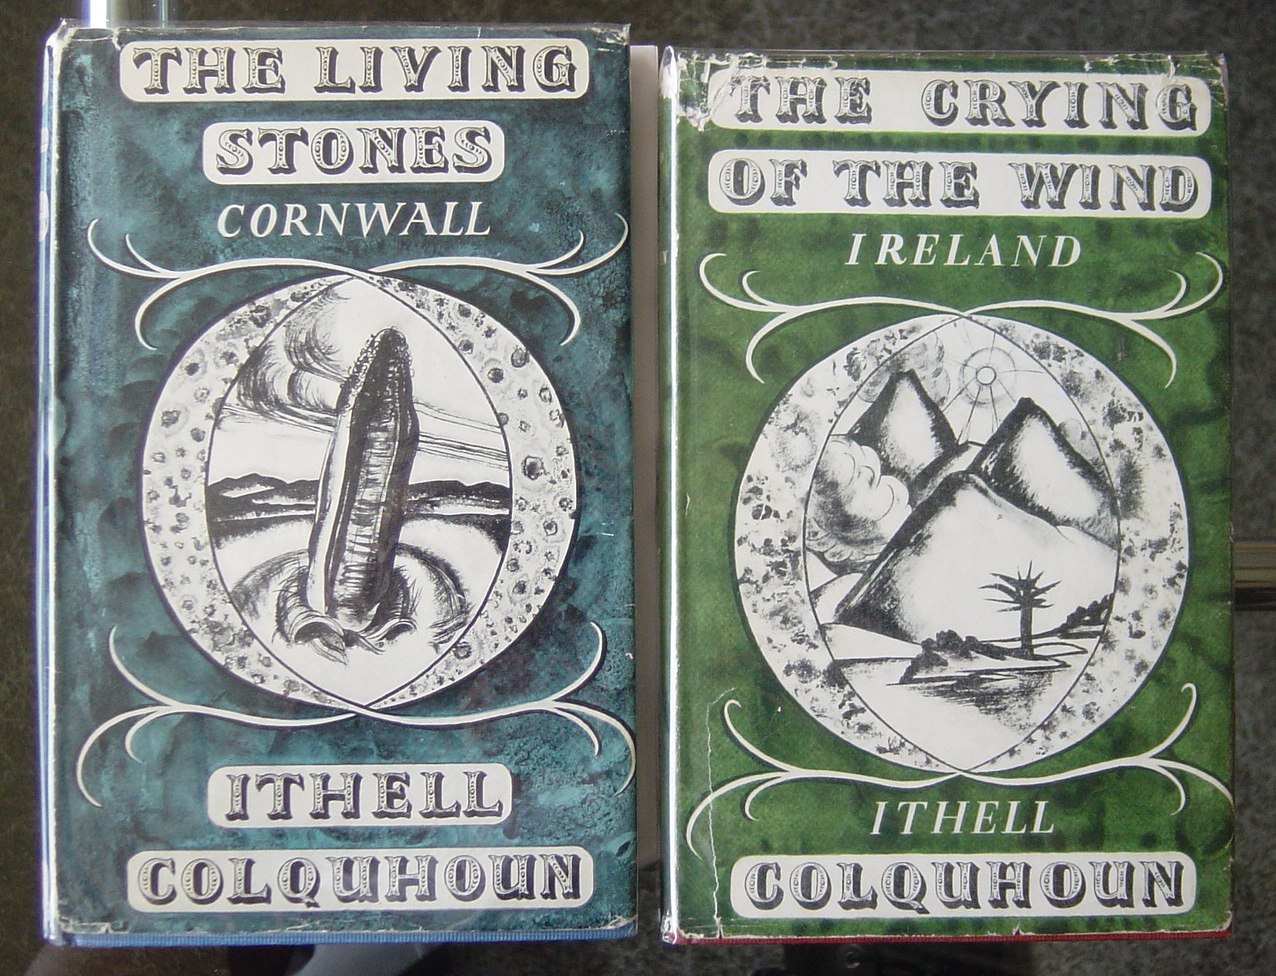 THE LIVING
STONES
CORNWALL
ITHELL
COLQUHOUN
THE CRYING
OF THE WIND
IRELAND
ITHELL
COLQUHOUN